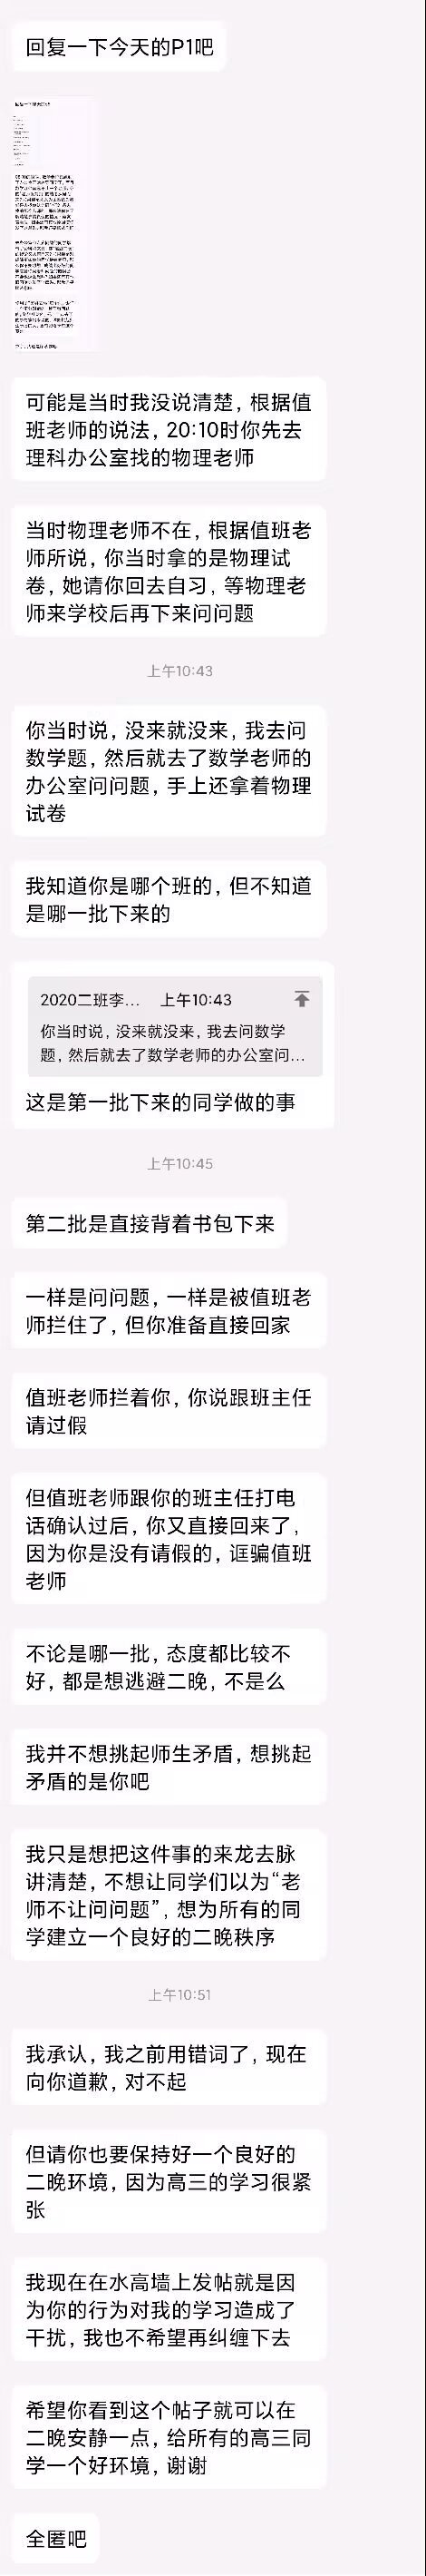 回复一下今天的P1吧
可能是当时我没说清楚，根据值
班老师的说法，20:10时你先去
理科办公室找的物理老师
当时物理老师不在，根据值班老
师所说，你当时拿的是物理试
卷，她请你回去自习，等物理老
师来学校后再下来问问题
上午10:43
你当时说，没来就没来，我去问
数学题，然后就去了数学老师的
办公室问问题，手上还拿着物理
试卷
我知道你是哪个班的，但不知道
是哪一批下来的
2020二班李... 上午10:43
你当时说，没来就没来，我去问数学
题，然后就去了数学老师的办公室问...
这是第一批下来的同学做的事
上午10:45
第二批是直接背着书包下来
一样是问问题，一样是被值班老
师拦住了，但你准备直接回家
值班老师拦着你，你说跟班主任
请过假
但值班老师跟你的班主任打电
话确认过后，你又直接回来了，
因为你是没有请假的，诓骗值班
老师
不论是哪一批，态度都比较不
好，都是想逃避二晚，不是么
我并不想挑起师生矛盾，想挑起
矛盾的是你吧
我只是想把这件事的来龙去脉
讲清楚，不想让同学们以为“老
师不让问问题”，想为所有的同
学建立一个良好的二晚秩序
上午10:51
我承认，我之前用错词了，现在
向你道歉，对不起
但请你也要保持好一个良好的
二晚环境，因为高三的学习很紧
张
我现在在水高墙上发帖就是因
为你的行为对我的学习造成了
干扰，我也不希望再纠缠下去
希望你看到这个帖子就可以在
二晚安静一点，给所有的高三同
学一个好环境，谢谢
全匿吧